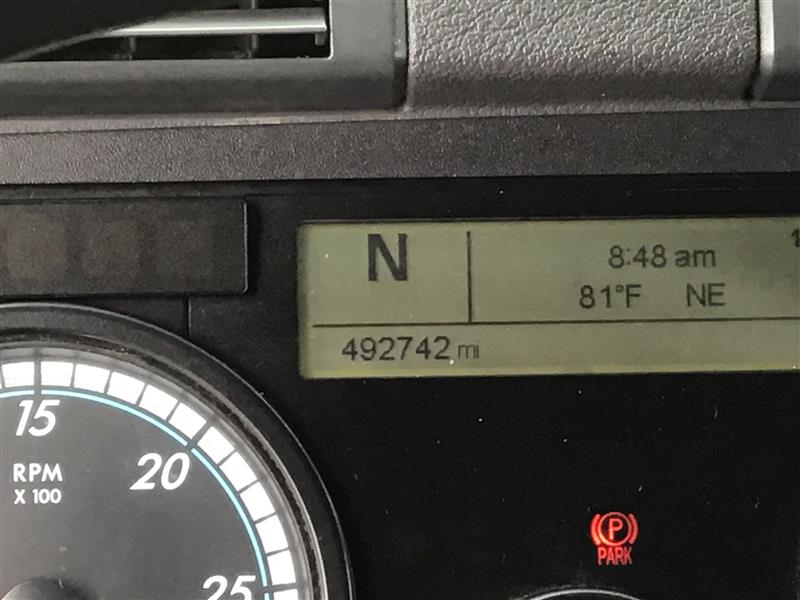 N
8:48 am
81°F NE
492742 mi
15
RPM
X 100
20
25
P
PARK